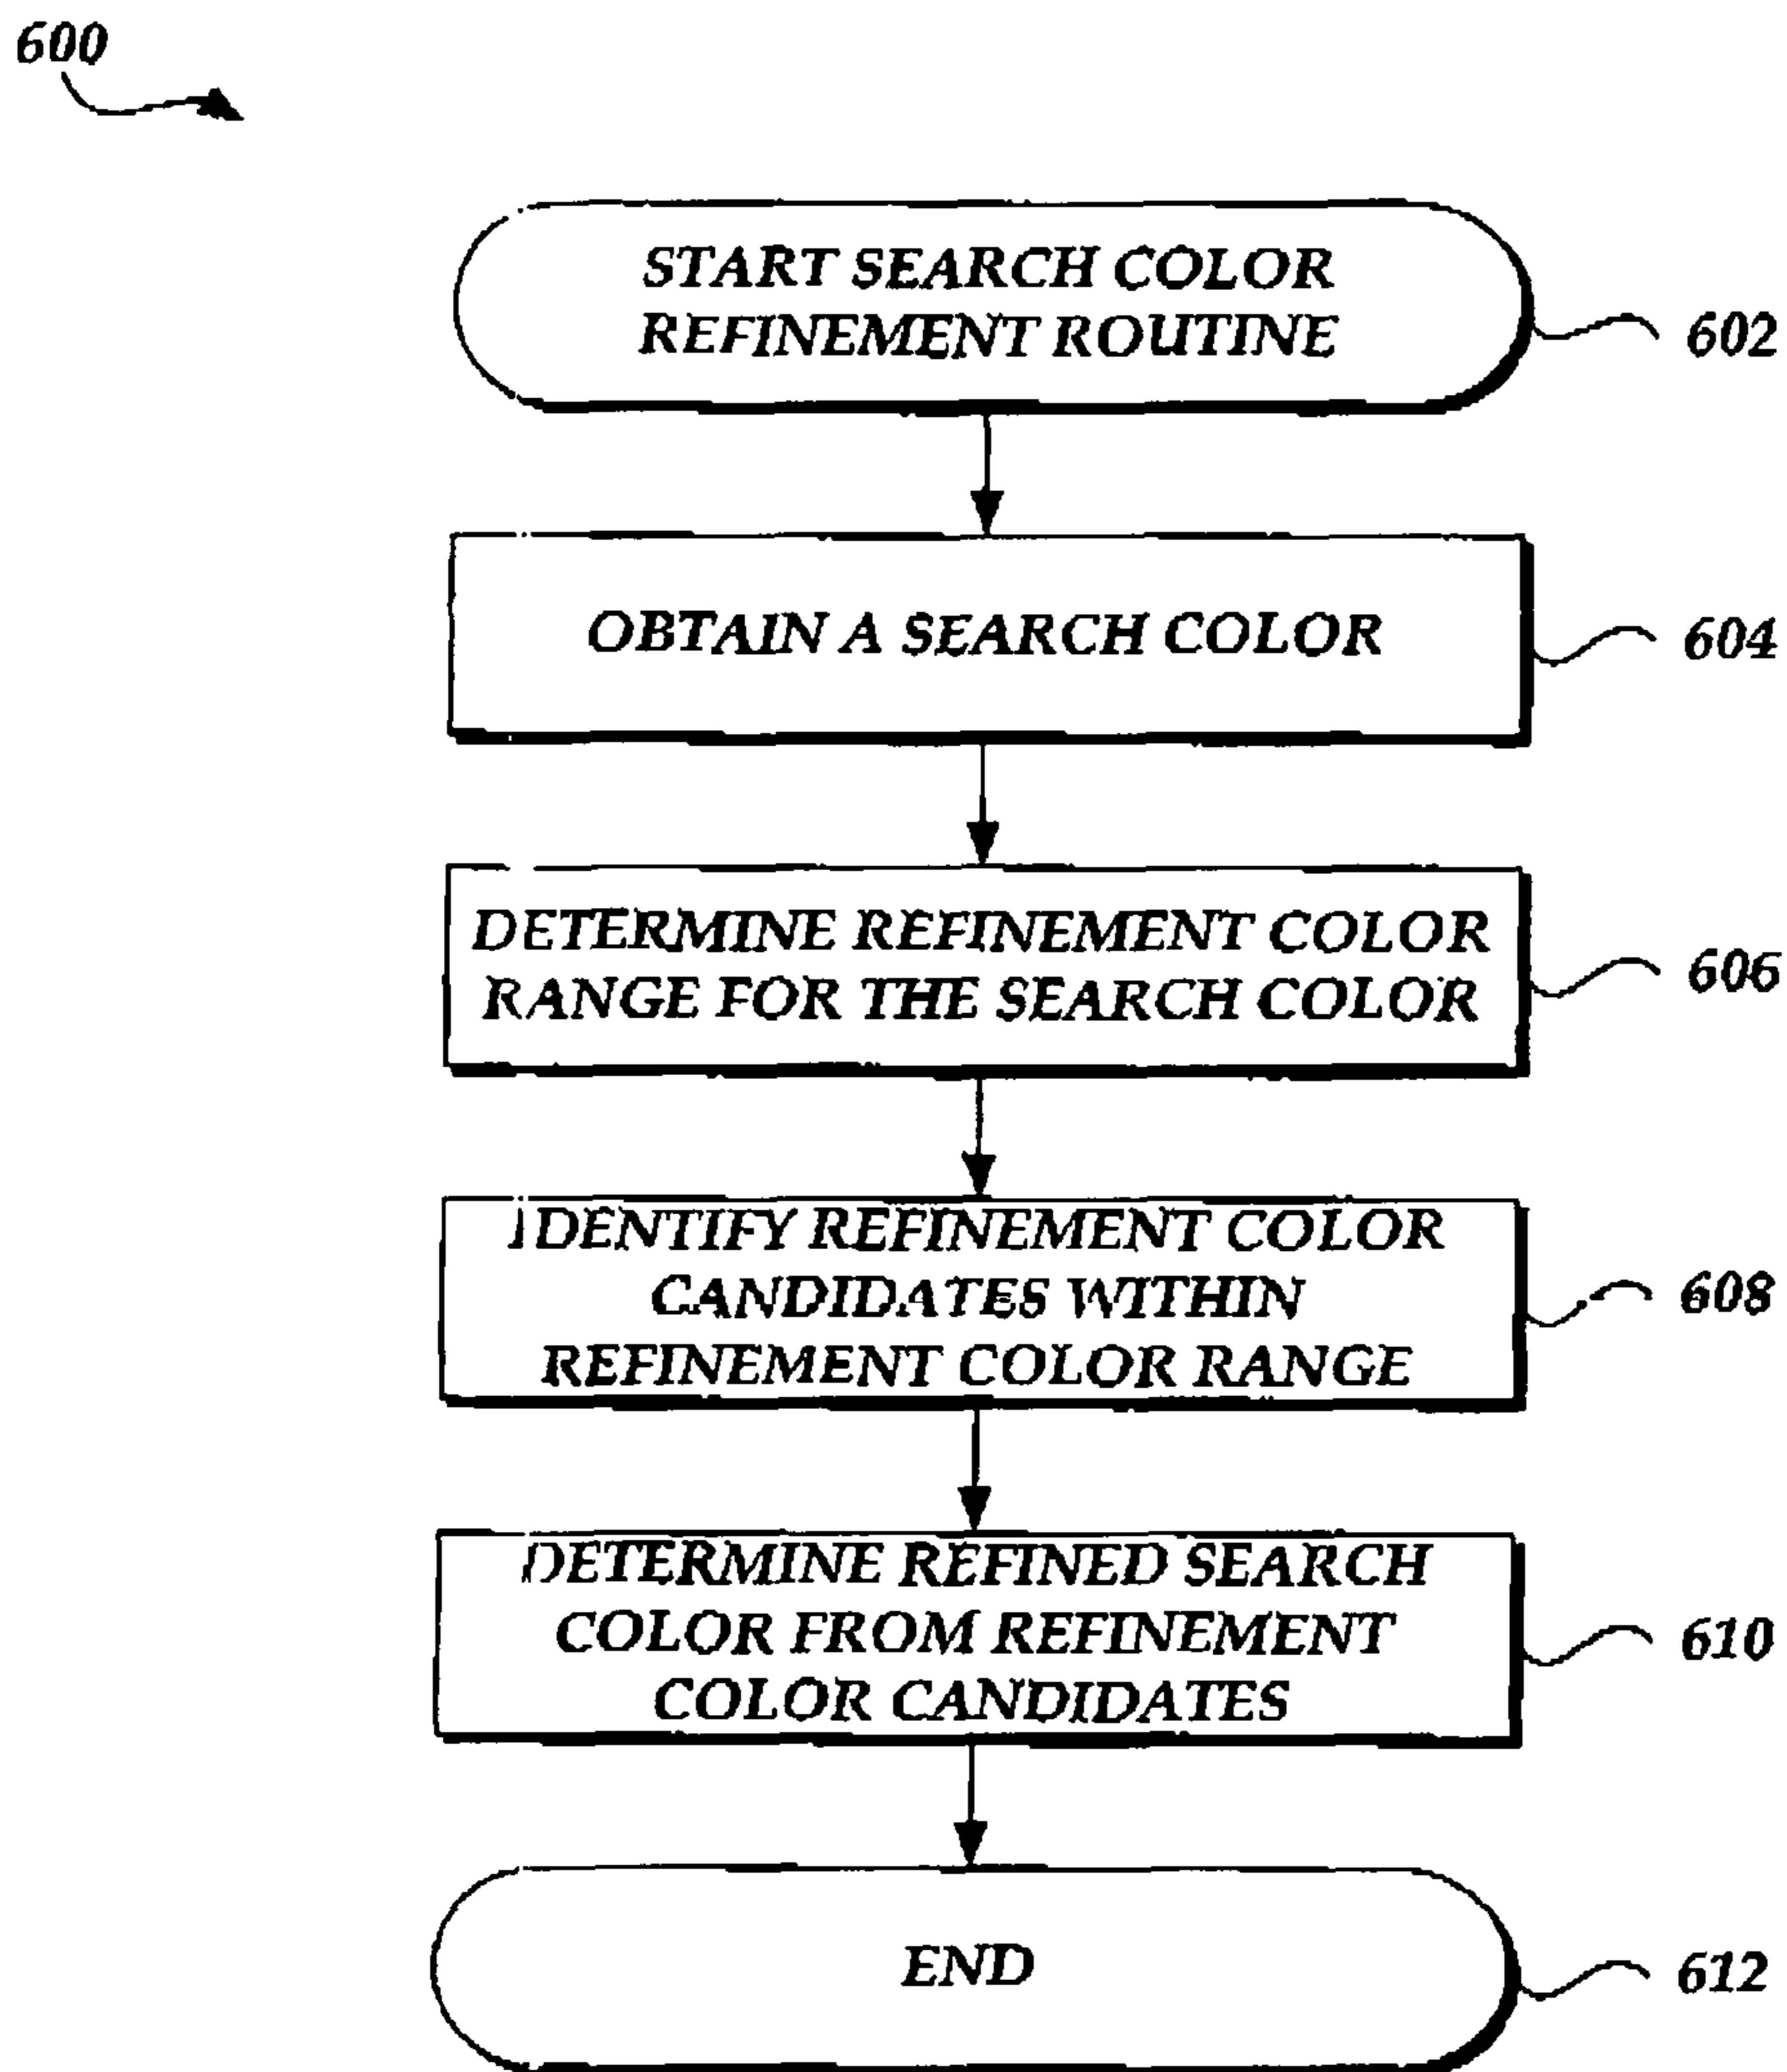 600
START SEARCH COLOR
REFINEMENT ROUTINE
602
OBTAIN A SEARCH COLOR
604
DETERMINE REFINEMENT COLOR
RANGE FOR THE SEARCH COLOR
606
IDENTIFY REFINEMENT COLOR
CANDIDATES WITHIN
REFINEMENT COLOR RANGE
608
DETERMINE REFINED SEARCH
COLOR FROM REFINEMENT
COLOR CANDIDATES
610
END
612